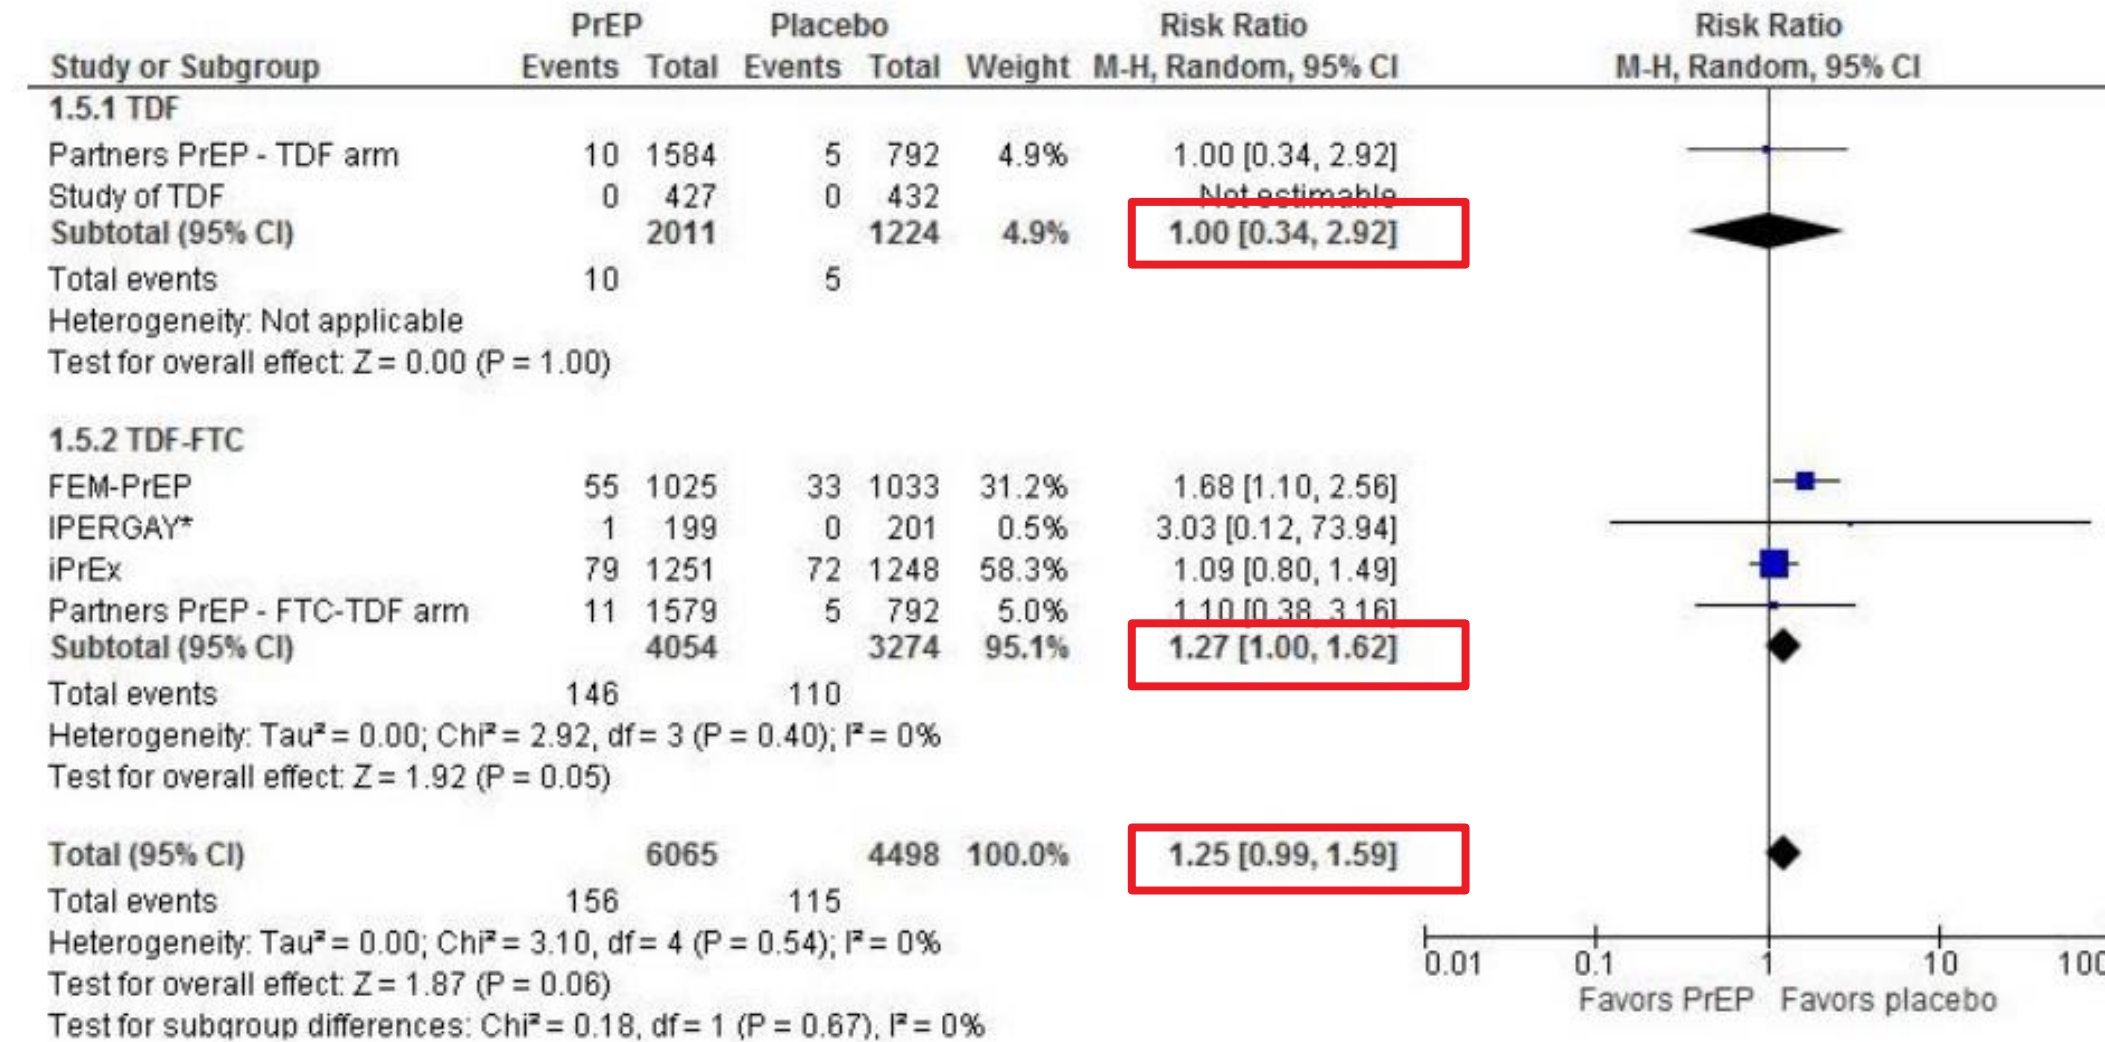 PrEP Placebo Risk Ratio Risk Ratio
Study or Subgroup Events Total Events Total Weight M-H, Random, 95% CI M-H, Random, 95% CI
1.5.1 TDF
Partners PrEP - TDF arm 10 1584 5 792 4.9% 1.00 [0.34, 2.92]
Study of TDF 0 427 0 432 Not estimable
Subtotal (95% CI) 2011 1224 4.9% 1.00 [0.34, 2.92]
Total events 10 5
Heterogeneity: Not applicable
Test for overall effect: Z = 0.00 (P = 1.00)
1.5.2 TDF-FTC
FEM-PrEP 55 1025 33 1033 31.2% 1.68 [1.10, 2.56]
IPERGAY* 1 199 0 201 0.5% 3.03 [0.12, 73.94]
iPrEx 79 1251 72 1248 58.3% 1.09 [0.80, 1.49]
Partners PrEP - FTC-TDF arm 11 1579 5 792 5.0% 1.10 [0.38, 3.16]
Subtotal (95% CI) 4054 3274 95.1% 1.27 [1.00, 1.62]
Total events 146 110
Heterogeneity: Tau² = 0.00; Chi² = 2.92, df = 3 (P = 0.40); I² = 0%
Test for overall effect: Z = 1.92 (P = 0.05)
Total (95% CI) 6065 4498 100.0% 1.25 [0.99, 1.59]
Total events 156 115
Heterogeneity: Tau² = 0.00; Chi² = 3.10, df = 4 (P = 0.54); I² = 0%
Test for overall effect: Z = 1.87 (P = 0.06)
Test for subgroup differences: Chi² = 0.18, df = 1 (P = 0.67), I² = 0%
0.01 0.1 1 10 100
Favors PrEP Favors placebo